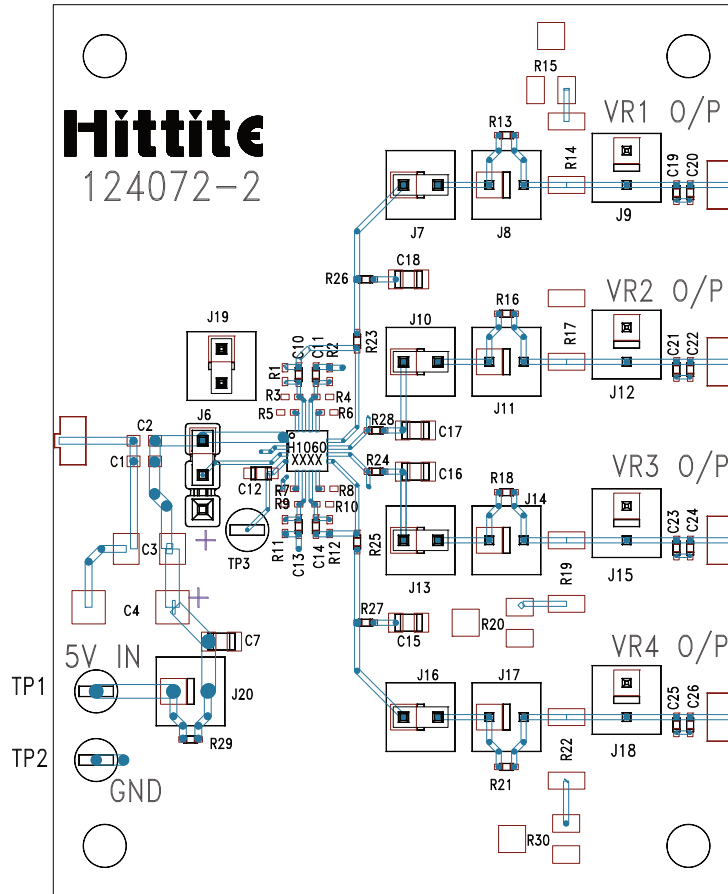 R15
VR1 O/P
Hittite
124072-2
R13
R14
C19
C20
J7
J8
J9
C18
R26
VR2 O/P
J19
R16
R17
J10
R23
C10
C11
R2
R1
C21
C22
J11
J12
R3
R4
J6
R5
R6
C2
R28
C17
H1060
XXXX
C1
VR3 O/P
R24
C16
C12
R7
R8
R18
R9
R10
J14
C23
C24
TP3
R11
C13
C14
R12
R25
C3
J13
J15
R19
C4
R27
R20
C15
C7
5V IN
VR4 O/P
J16
J17
TP1
J20
C25
C26
R29
R22
J18
TP2
R21
GND
R30